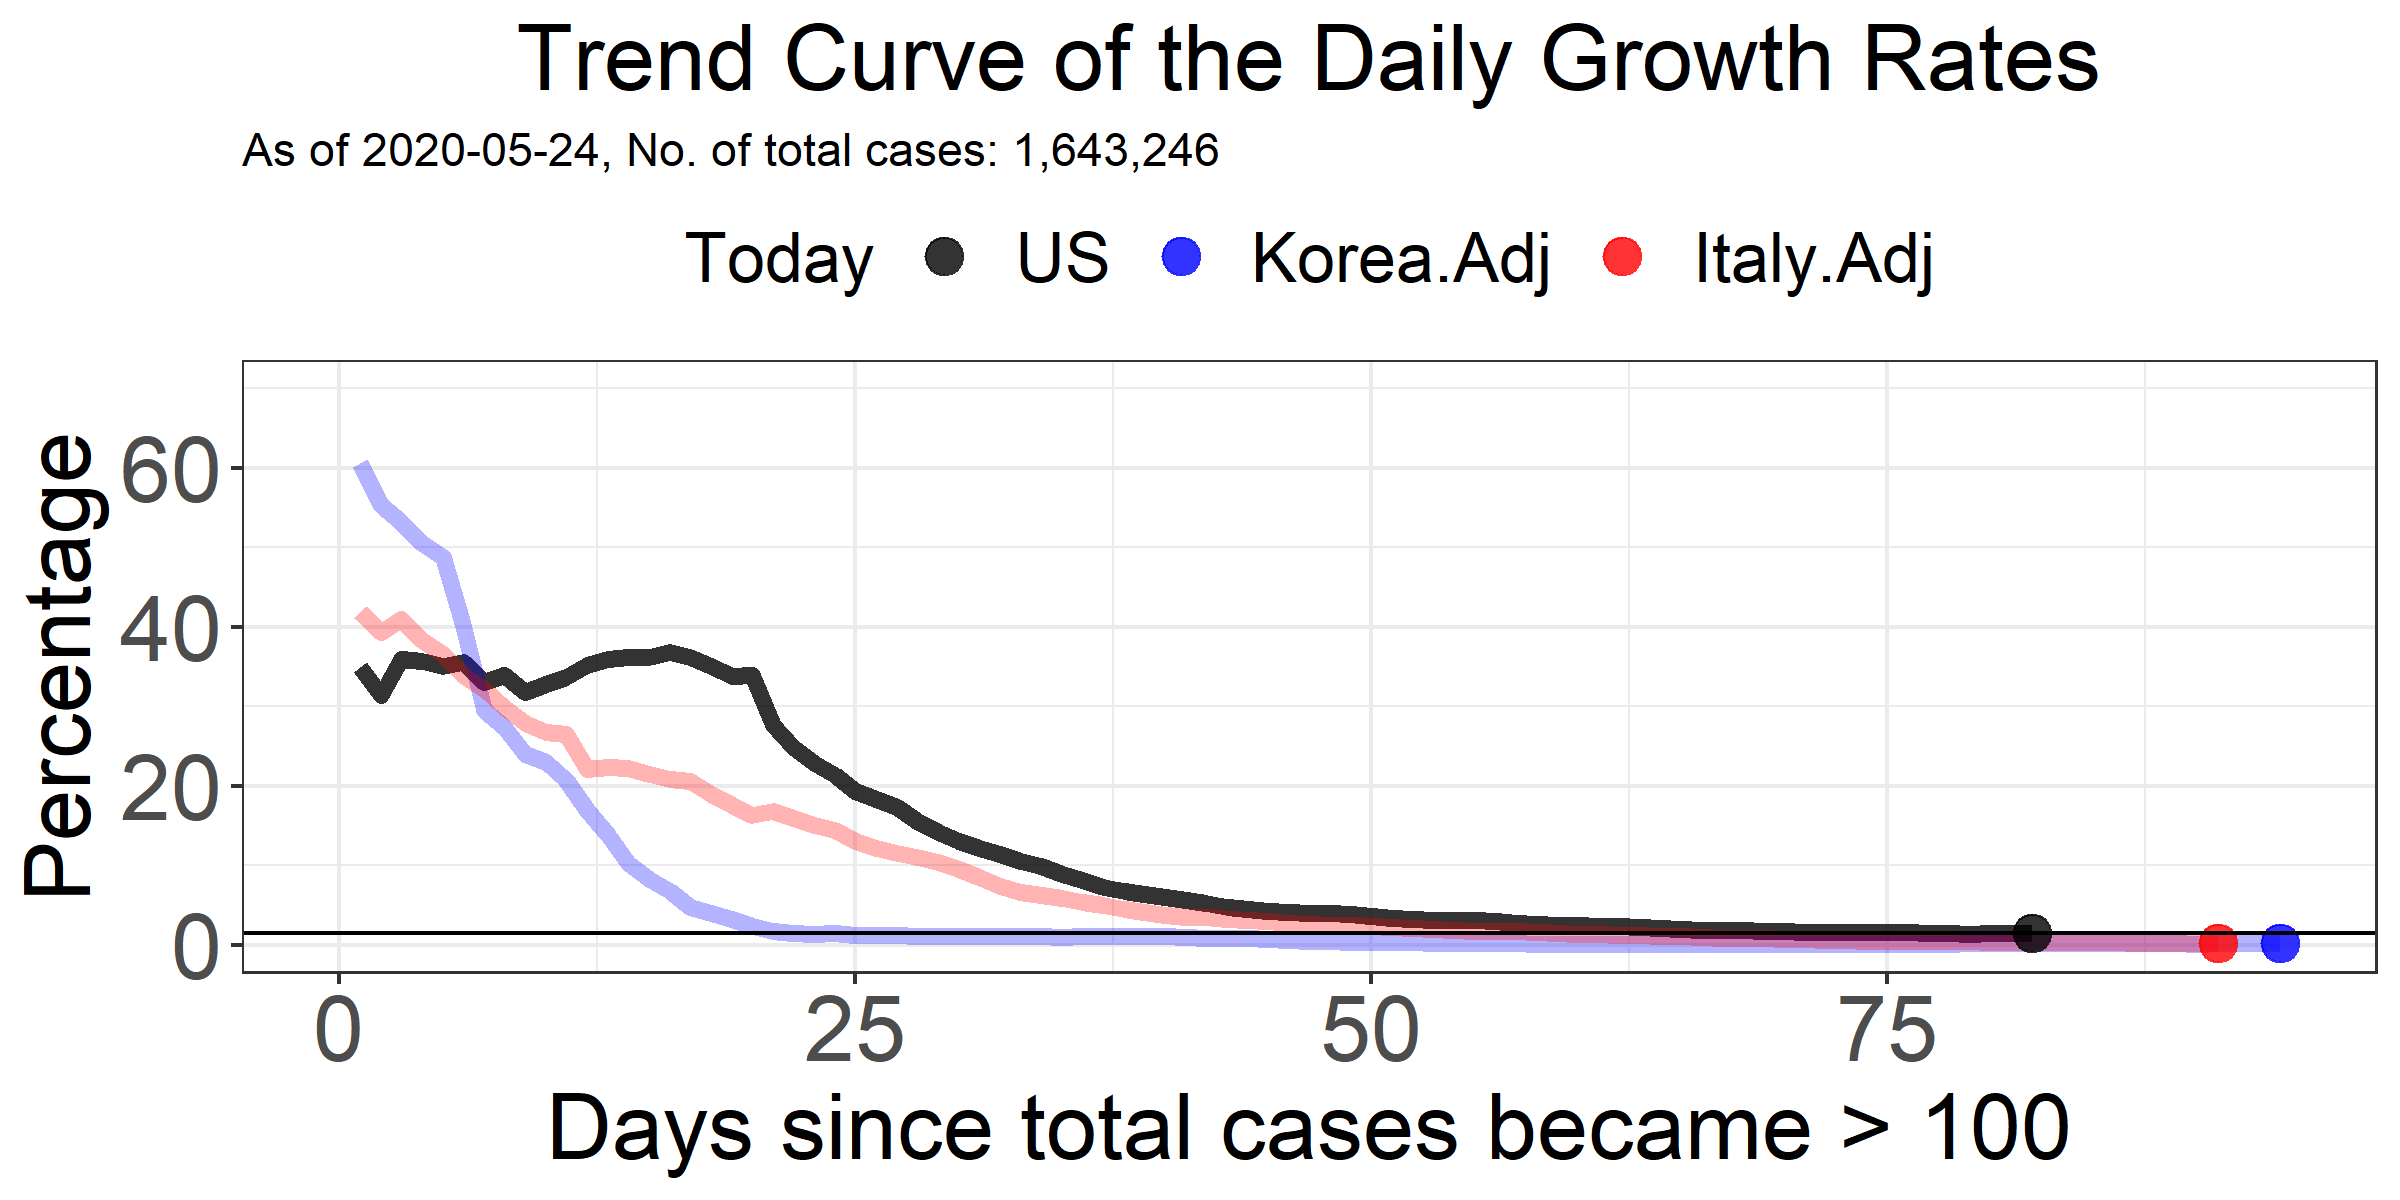 Trend Curve of the Daily Growth Rates
As of 2020-05-24, No. of total cases: 1,643,246
Today US Korea.Adj Italy.Adj
Percentage
60
40
20
0
0 25 50 75
Days since total cases became > 100